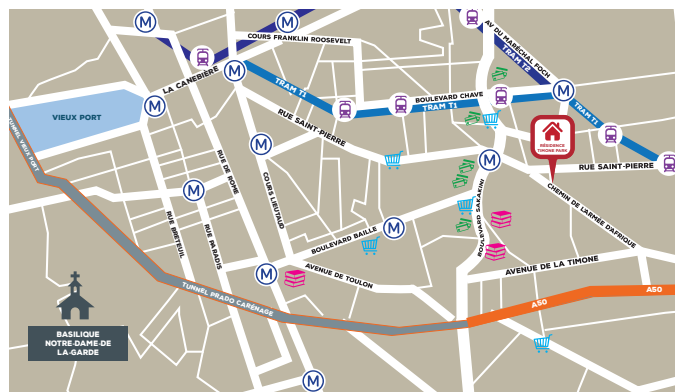 M
M
COURS FRANKLIN ROOSEVELT
AV DU MARÉCHAL FOCH
TRAM T2
LA CANEBIÈRE
M
TRAM T1
BOULEVARD CHAVE
TRAM T1
M
TRAM T1
VIEUX PORT
M
TUNNEL VIEUX PORT
RUE SAINT-PIERRE
RÉSIDENCE
TIMONE PARK
M
M
RUE SAINT-PIERRE
RUE DE ROME
COURS LIEUTAUD
M
RUE BRETEUIL
RUE PARADIS
BOULEVARD SAKAKINI
CHEMIN DE L'ARMÉE D'AFRIQUE
BOULEVARD BAILLE
M
M
AVENUE DE TOULON
AVENUE DE LA TIMONE
TUNNEL PRADO CARÉNAGE
A50
A50
BASILIQUE
NOTRE-DAME-DE
LA-GARDE
M